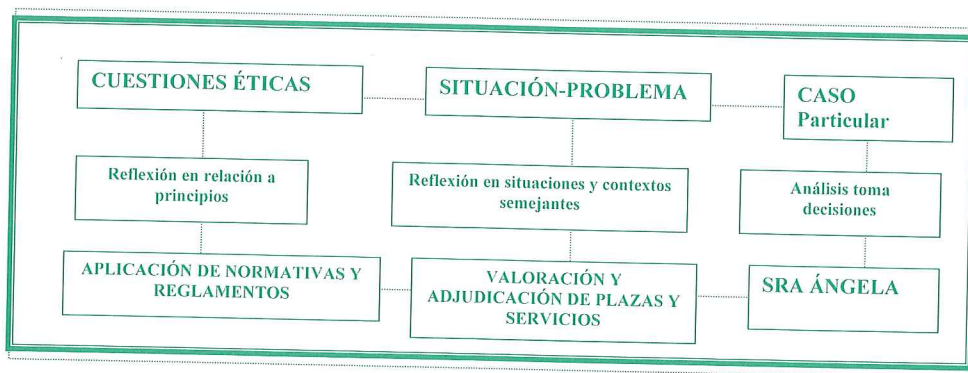 CUESTIONES ÉTICAS
SITUACIÓN-PROBLEMA
CASO
Particular
Reflexión en relación a
principios
Reflexión en situaciones y contextos
semejantes
Análisis toma
decisiones
APLICACIÓN DE NORMATIVAS Y
REGLAMENTOS
VALORACIÓN Y
ADJUDICACIÓN DE PLAZAS Y
SERVICIOS
SRA ÁNGELA